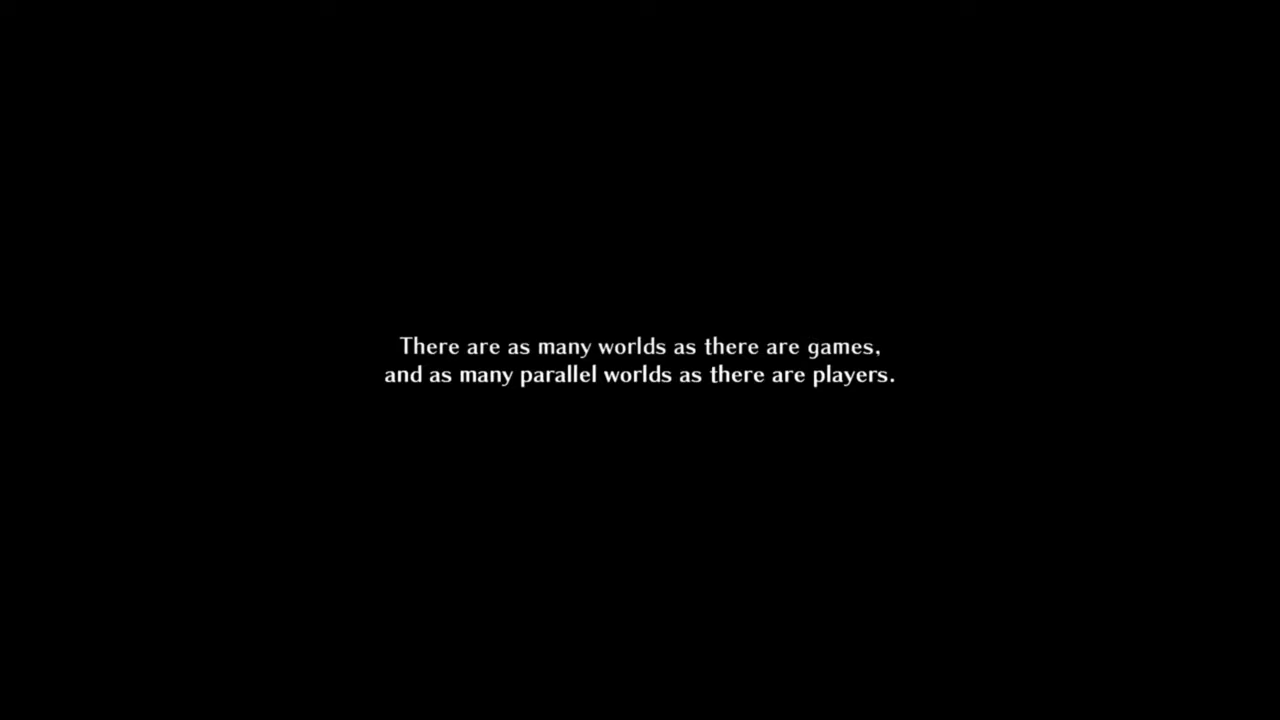 There are as many worlds as there are games,
and as many parallel worlds as there are players.